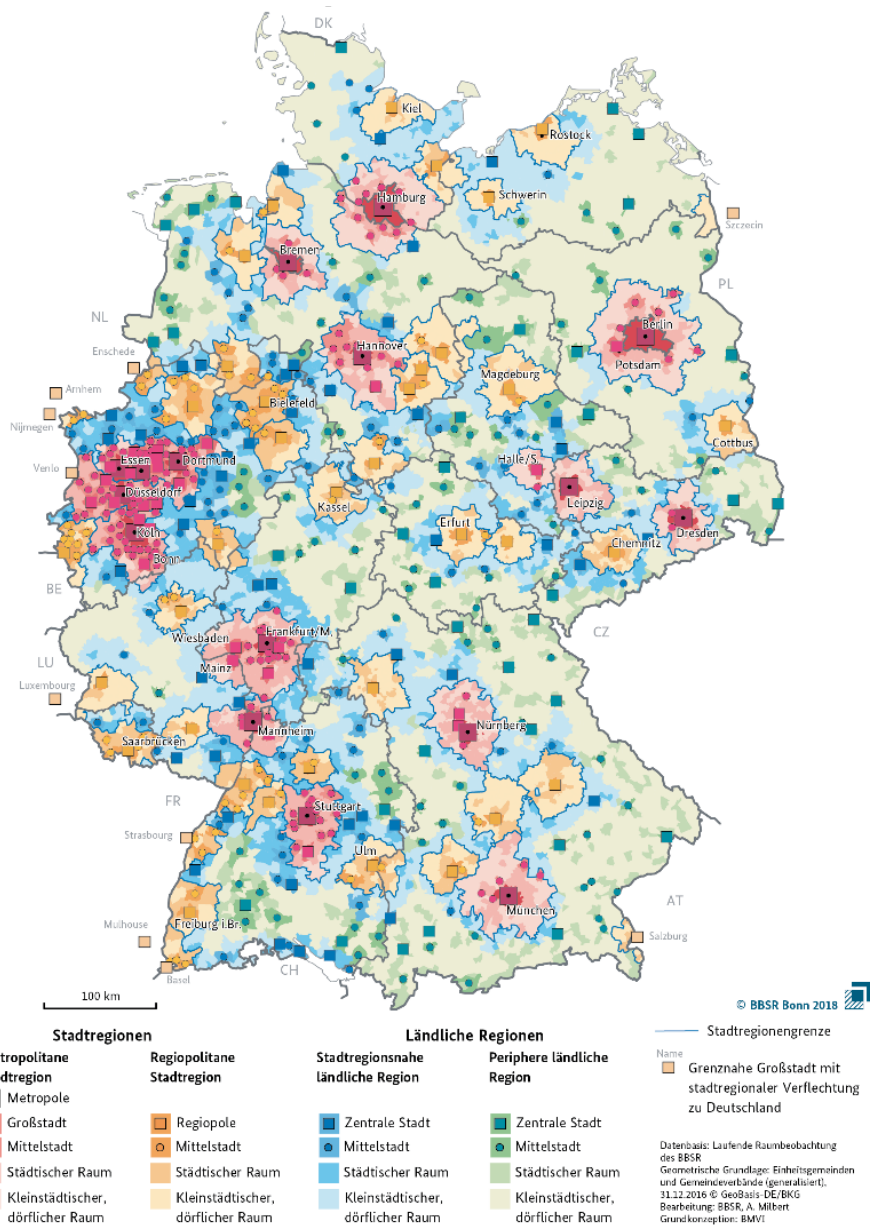 DK
Kiel
Rostock
Hamburg
Schwerin
Szczecin
Bremen
PL
NL
Berlin
Hannover
Enschede
Potsdam
Magdeburg
Arnhem
Bielefeld
Nijmegen
Cottbus
Essen
Dortmund
Halle/S.
Venlo
Düsseldorf
Leipzig
Kassel
Erfurt
Köln
Dresden
Chemnitz
Bonn
BE
Wiesbaden
Frankfurt/M.
CZ
LU
Mainz
Luxembourg
Nürnberg
Mannheim
Saarbrücken
FR
Stuttgart
Strasbourg
Ulm
AT
München
Mulhouse
Freiburg i.Br.
Salzburg
CH
Basel
100 km
© BBSR Bonn 2018
Stadtregionen
Ländliche Regionen
Stadtregionengrenze
tropolitane
dtregion
Metropole
Großstadt
Mittelstadt
Städtischer Raum
Kleinstädtischer,
dörflicher Raum
Regiopolitane
Stadtregion
Regiopole
Mittelstadt
Städtischer Raum
Kleinstädtischer,
dörflicher Raum
Stadtregionsnahe
ländliche Region
Zentrale Stadt
Mittelstadt
Städtischer Raum
Kleinstädtischer,
dörflicher Raum
Periphere ländliche
Region
Zentrale Stadt
Mittelstadt
Städtischer Raum
Kleinstädtischer,
dörflicher Raum
Name
Grenznahe Großstadt mit
stadtregionaler Verflechtung
zu Deutschland
Datenbasis: Laufende Raumbeobachtung
des BBSR
Geometrische Grundlage: Einheitsgemeinden
und Gemeindeverbände (generalisiert),
31.12.2016 © GeoBasis-DE/BKG
Bearbeitung: BBSR, A. Milbert
Grundkonzeption: BMVI